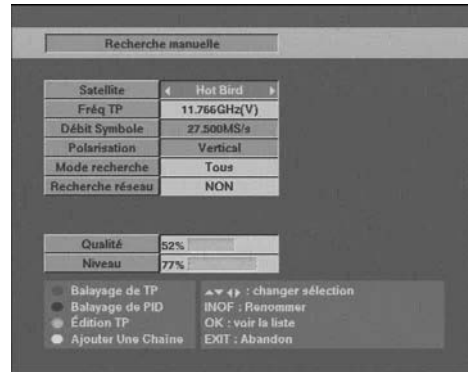 Recherche manuelle
Satellite Hot Bird
Fréq TP 11.766GHz(V)
Débit Symbole 27.500MS/s
Polarisation Vertical
Mode recherche Tous
Recherche réseau NON
Qualité 52%
Niveau 77%
Balayage de TP ▲▼◀▶ : changer sélection
Balayage de PID INOF : Renommer
Édition TP OK : voir la liste
Ajouter Une Chaîne EXIT : Abandon